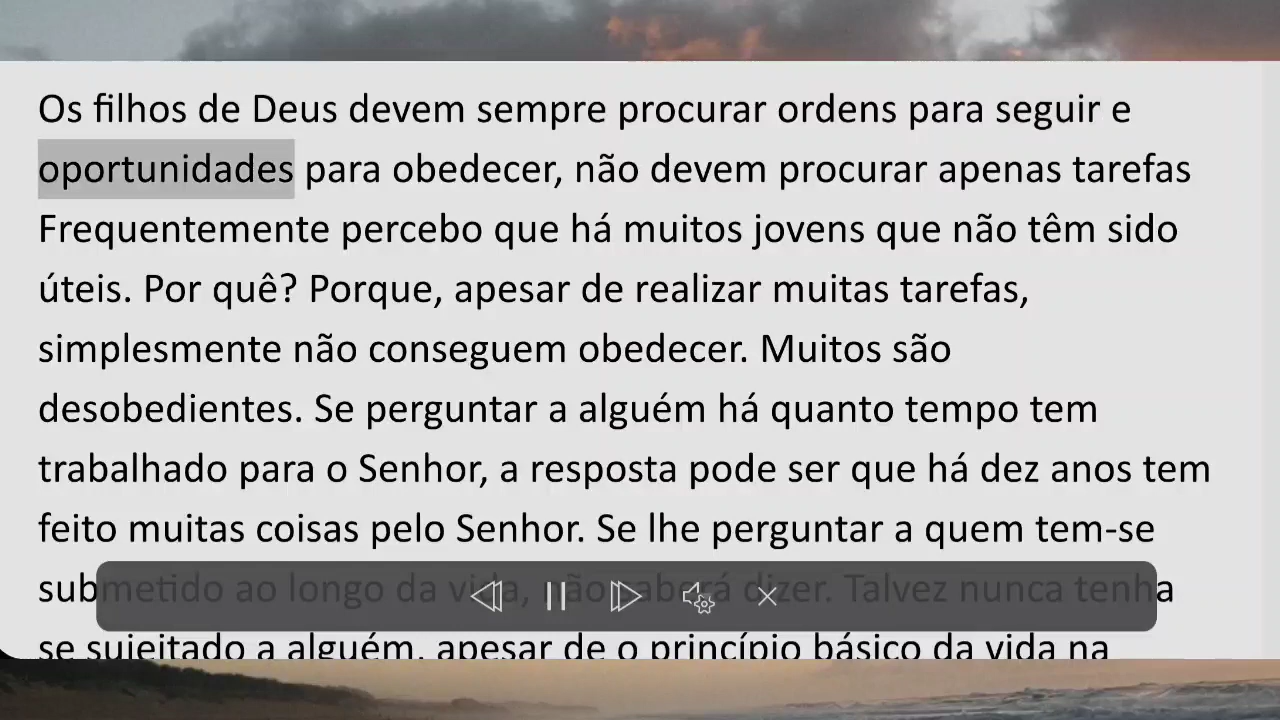 Os filhos de Deus devem sempre procurar ordens para seguir e
oportunidades para obedecer, não devem procurar apenas tarefas
Frequentemente percebo que há muitos jovens que não têm sido
úteis. Por quê? Porque, apesar de realizar muitas tarefas,
simplesmente não conseguem obedecer. Muitos são
desobedientes. Se perguntar a alguém há quanto tempo tem
trabalhado para o Senhor, a resposta pode ser que há dez anos tem
feito muitas coisas pelo Senhor. Se lhe perguntar a quem tem-se
submetido ao longo da vida, não saberá dizer. Talvez nunca tenha
se sujeitado a alguém, apesar de o princípio básico da vida na